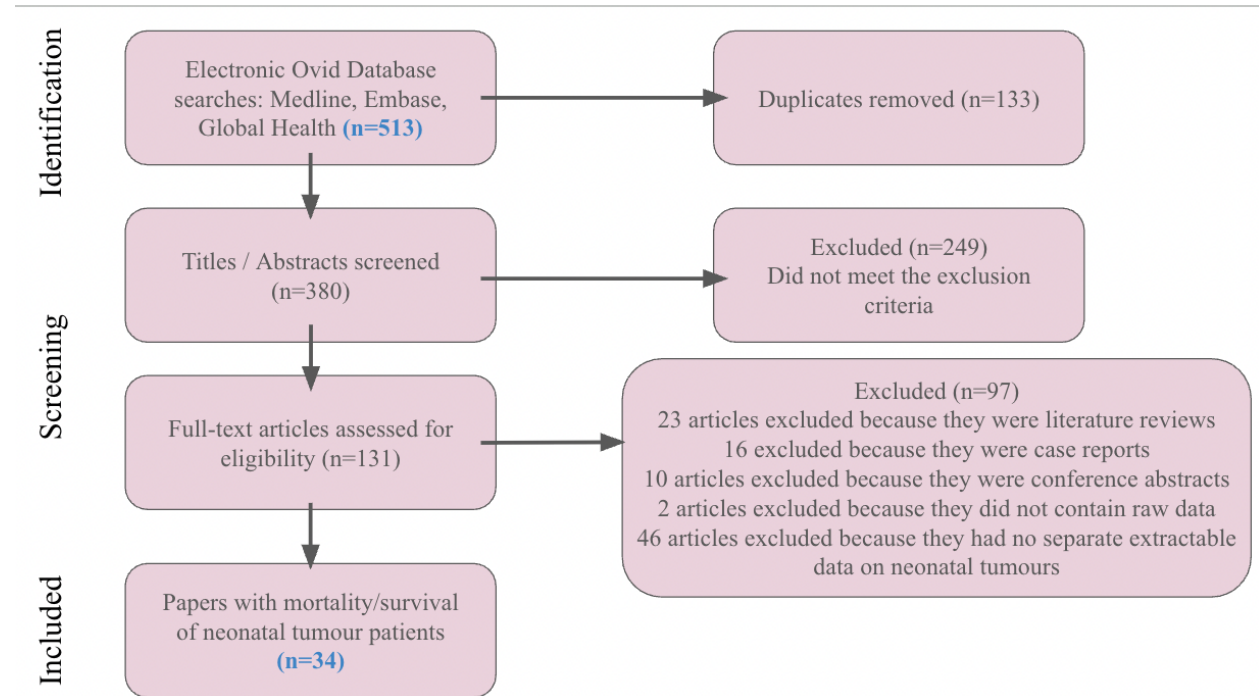 Identification
Electronic Ovid Database
searches: Medline, Embase,
Global Health (n=513)
Duplicates removed (n=133)
Screening
Titles / Abstracts screened
(n=380)
Excluded (n=249)
Did not meet the exclusion
criteria
Full-text articles assessed for
eligibility (n=131)
Excluded (n=97)
23 articles excluded because they were literature reviews
16 excluded because they were case reports
10 articles excluded because they were conference abstracts
2 articles excluded because they did not contain raw data
46 articles excluded because they had no separate extractable
data on neonatal tumours
Included
Papers with mortality/survival
of neonatal tumour patients
(n=34)